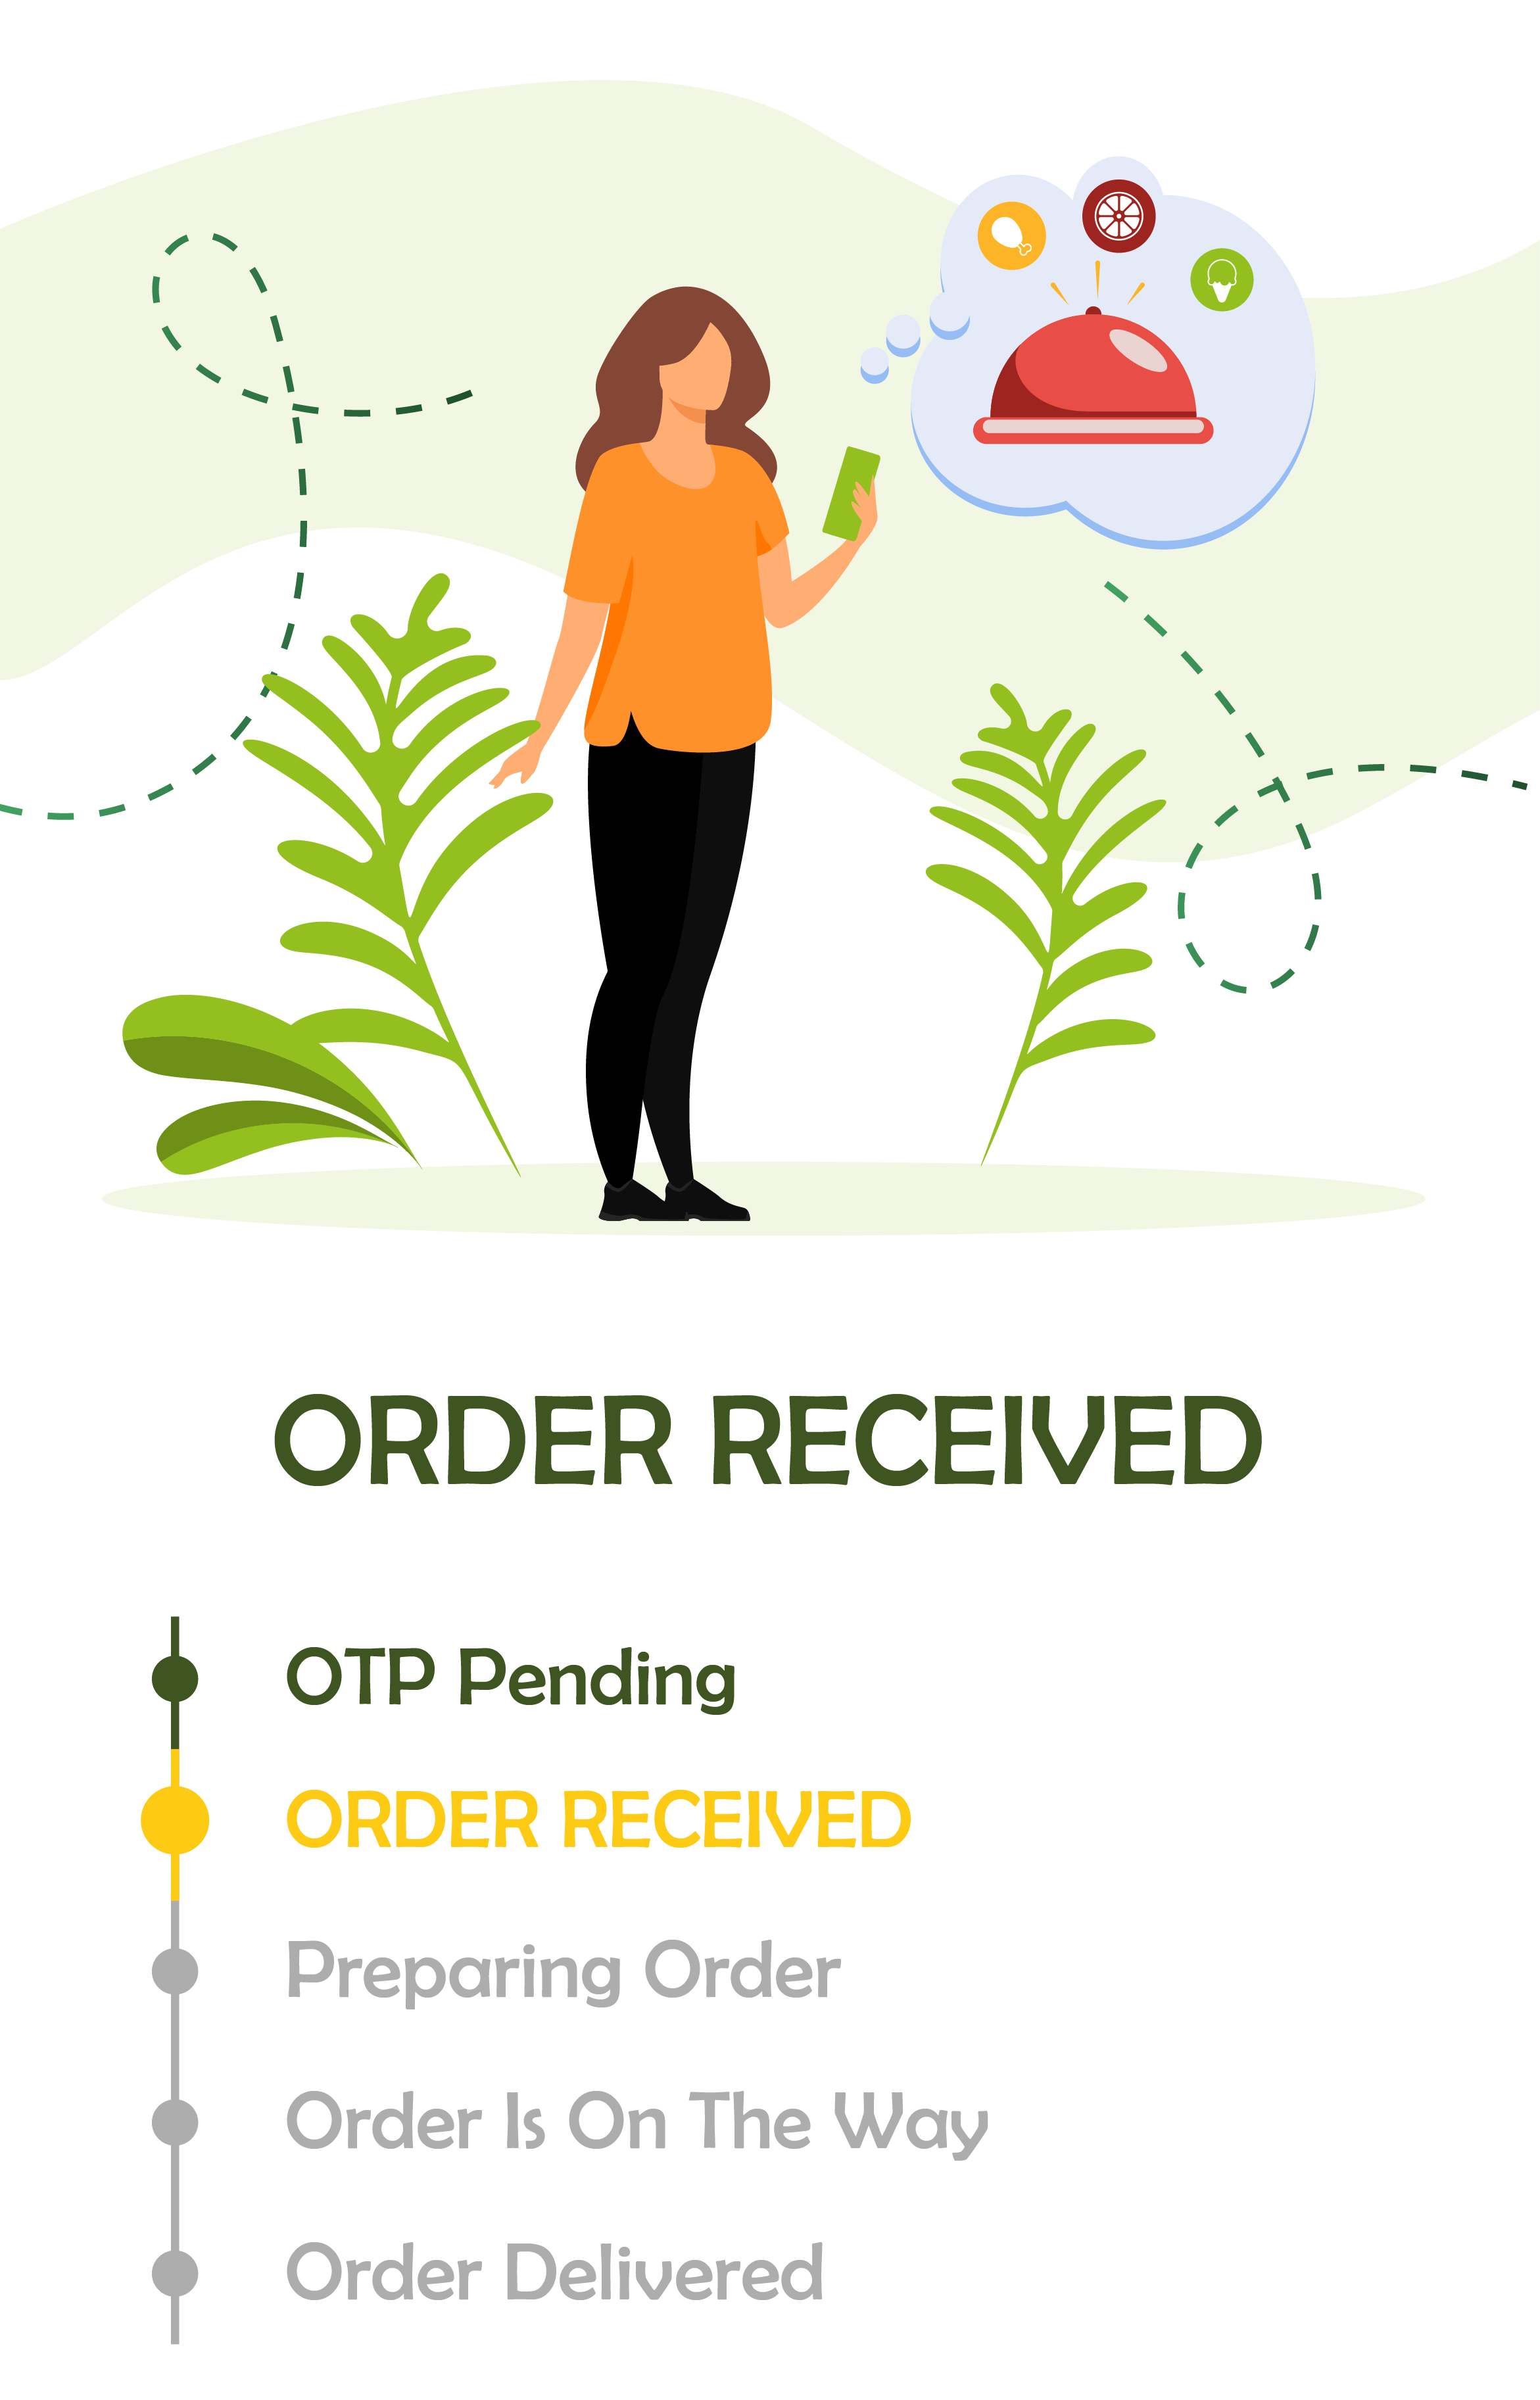 ORDER RECEIVED
OTP Pending
ORDER RECEIVED
Preparing Order
Order Is On The Way
Order Delivered